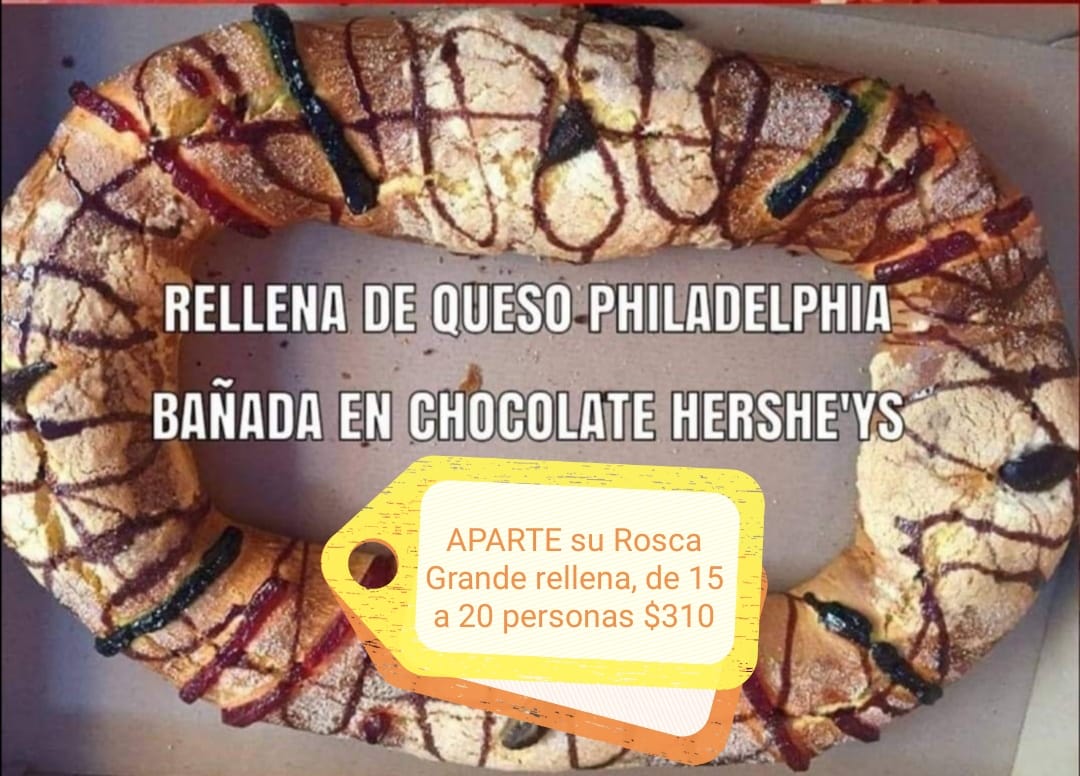 RELLENA DE QUESO PHILADELPHIA
BAÑADA EN CHOCOLATE HERSHE'YS
APARTE su Rosca
Grande rellena, de 15
a 20 personas $310